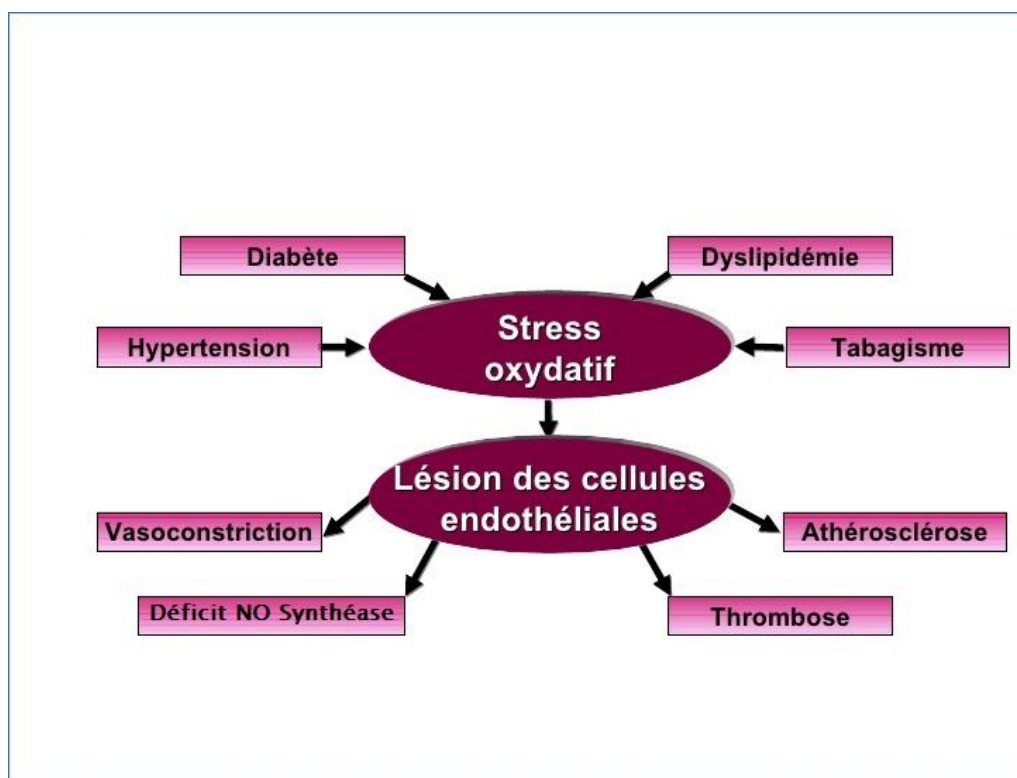 Diabète
Dyslipidémie
Hypertension
Stress
oxydatif
Tabagisme
Lésion des cellules
endothéliales
Vasoconstriction
Athérosclérose
Déficit NO Synthéase
Thrombose